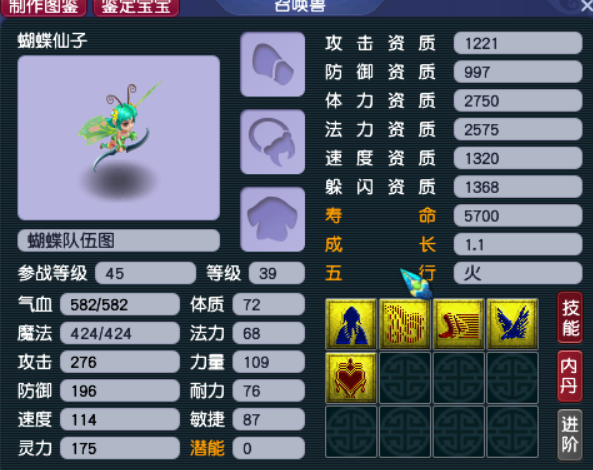 制作图鉴 鉴定宝宝 召唤兽
蝴蝶仙子
蝴蝶队伍图
参战等级 45 等级 39
气血 582/582 体质 72
魔法 424/424 法力 68
攻击 276 力量 109
防御 196 耐力 76
速度 114 敏捷 87
灵力 175 潜能 0
攻击资质 1221
防御资质 997
体力资质 2750
法力资质 2575
速度资质 1320
躲闪资质 1368
寿命 5700
成长 1.1
五行 火
技能
内丹
进阶